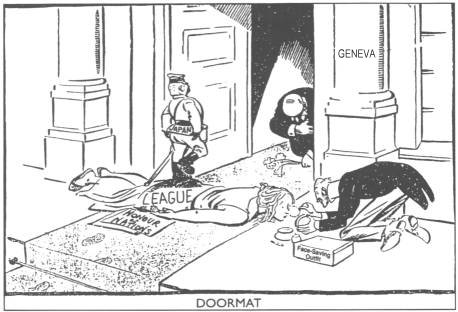 GENEVA
JAPAN
LEAGUE
HONOUR
OF
NATIONS
Face-Saving
Outfit
DOORMAT